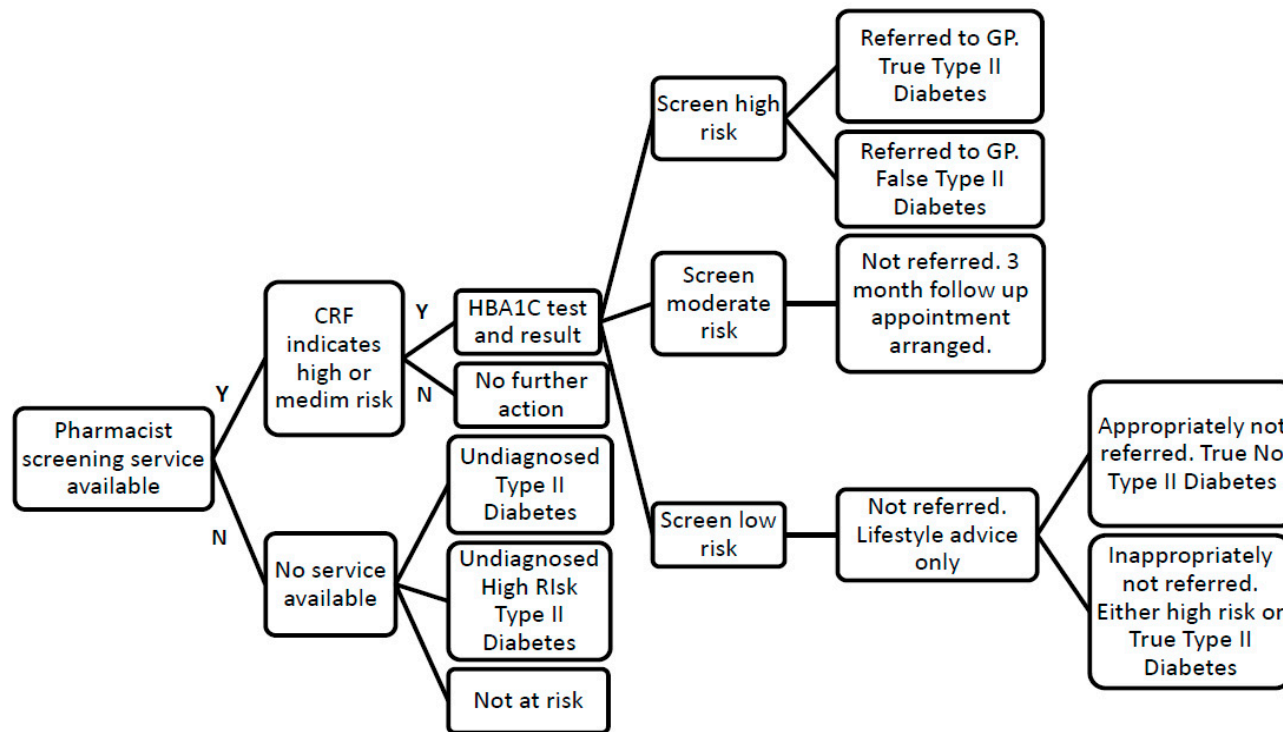 Pharmacist
screening service
available
Y
N
CRF
indicates
high or
medim risk
Y
N
No service
available
HBA1C test
and result
No further
action
Undiagnosed
Type II
Diabetes
Undiagnosed
High RIsk
Type II
Diabetes
Not at risk
Screen high
risk
Screen
moderate
risk
Screen low
risk
Referred to GP.
True Type II
Diabetes
Referred to GP.
False Type II
Diabetes
Not referred. 3
month follow up
appointment
arranged.
Not referred.
Lifestyle advice
only
Appropriately not
referred. True No
Type II Diabetes
Inappropriately
not referred.
Either high risk or
True Type II
Diabetes